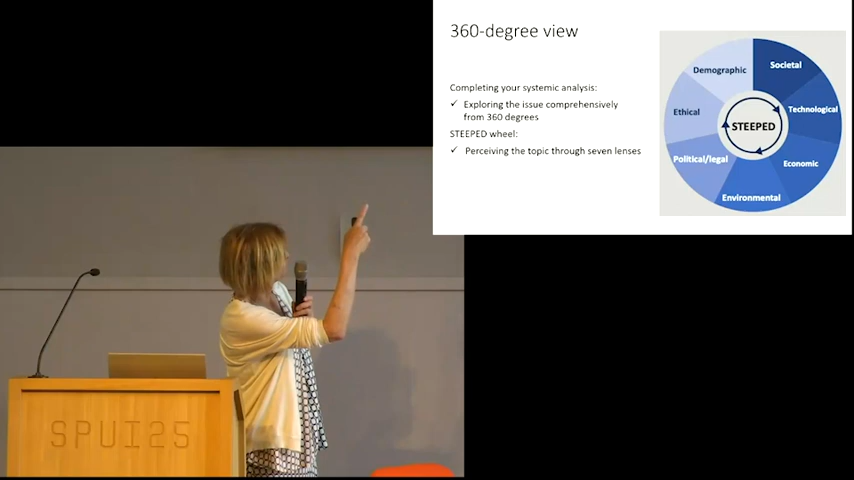 360-degree view
Completing your systemic analysis:
✓ Exploring the issue comprehensively
from 360 degrees
STEEPED wheel:
✓ Perceiving the topic through seven lenses
Demographic
Societal
Ethical
Technological
STEEPED
Political/legal
Economic
Environmental
SPUI25